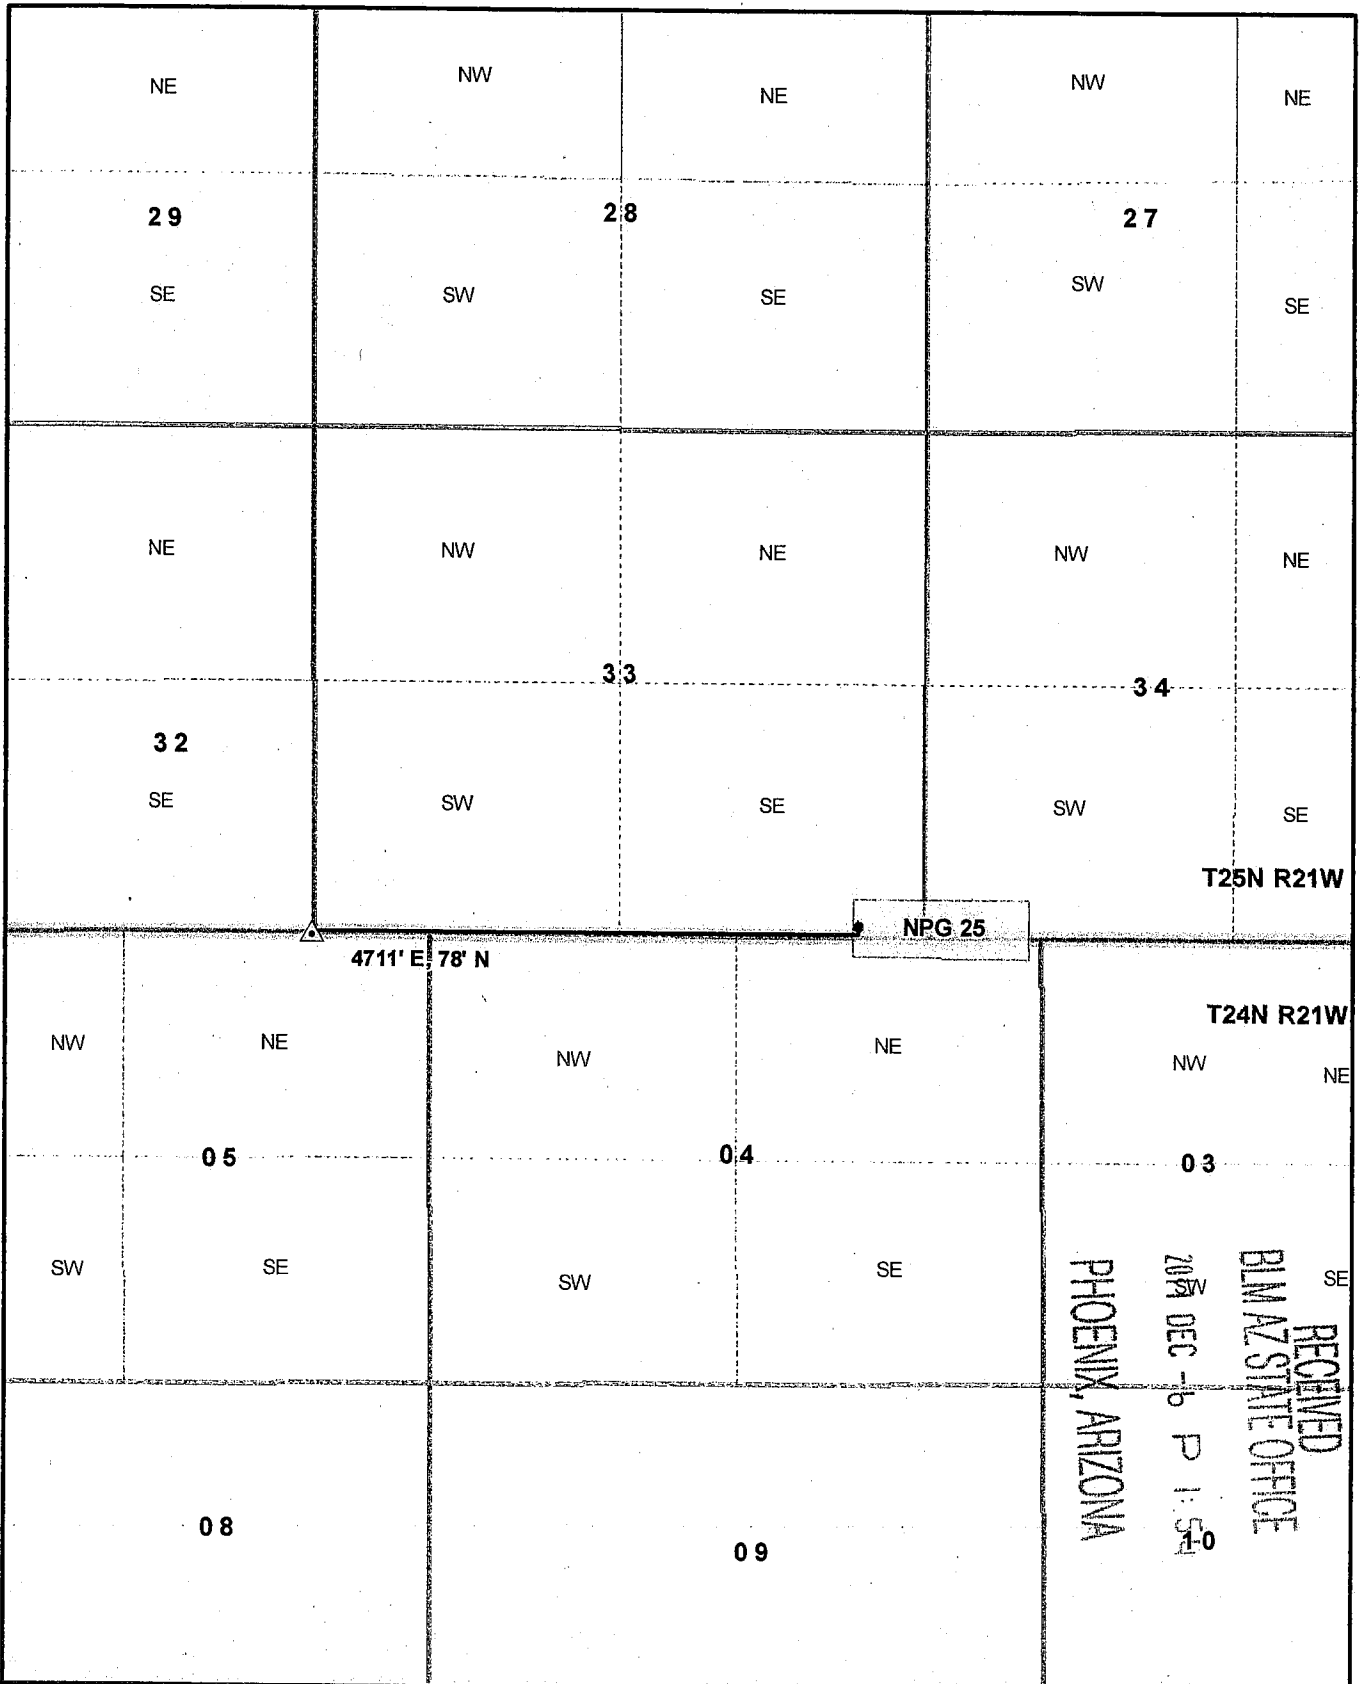 NE
NW
NE
NW
NE
29
28
27
SE
SW
SE
SW
SE
NE
NW
NE
NW
NE
33
34
32
SE
SW
SE
SW
SE
T25N R21W
NPG 25
4711' E, 78' N
T24N R21W
NW
NE
NW
NE
NW
NE
05
04
03
SW
SE
SW
SE
SW
SE
RECEIVED
BLM AZ STATE OFFICE
DEC -6 P
PHOENIX, ARIZONA
08
09
10